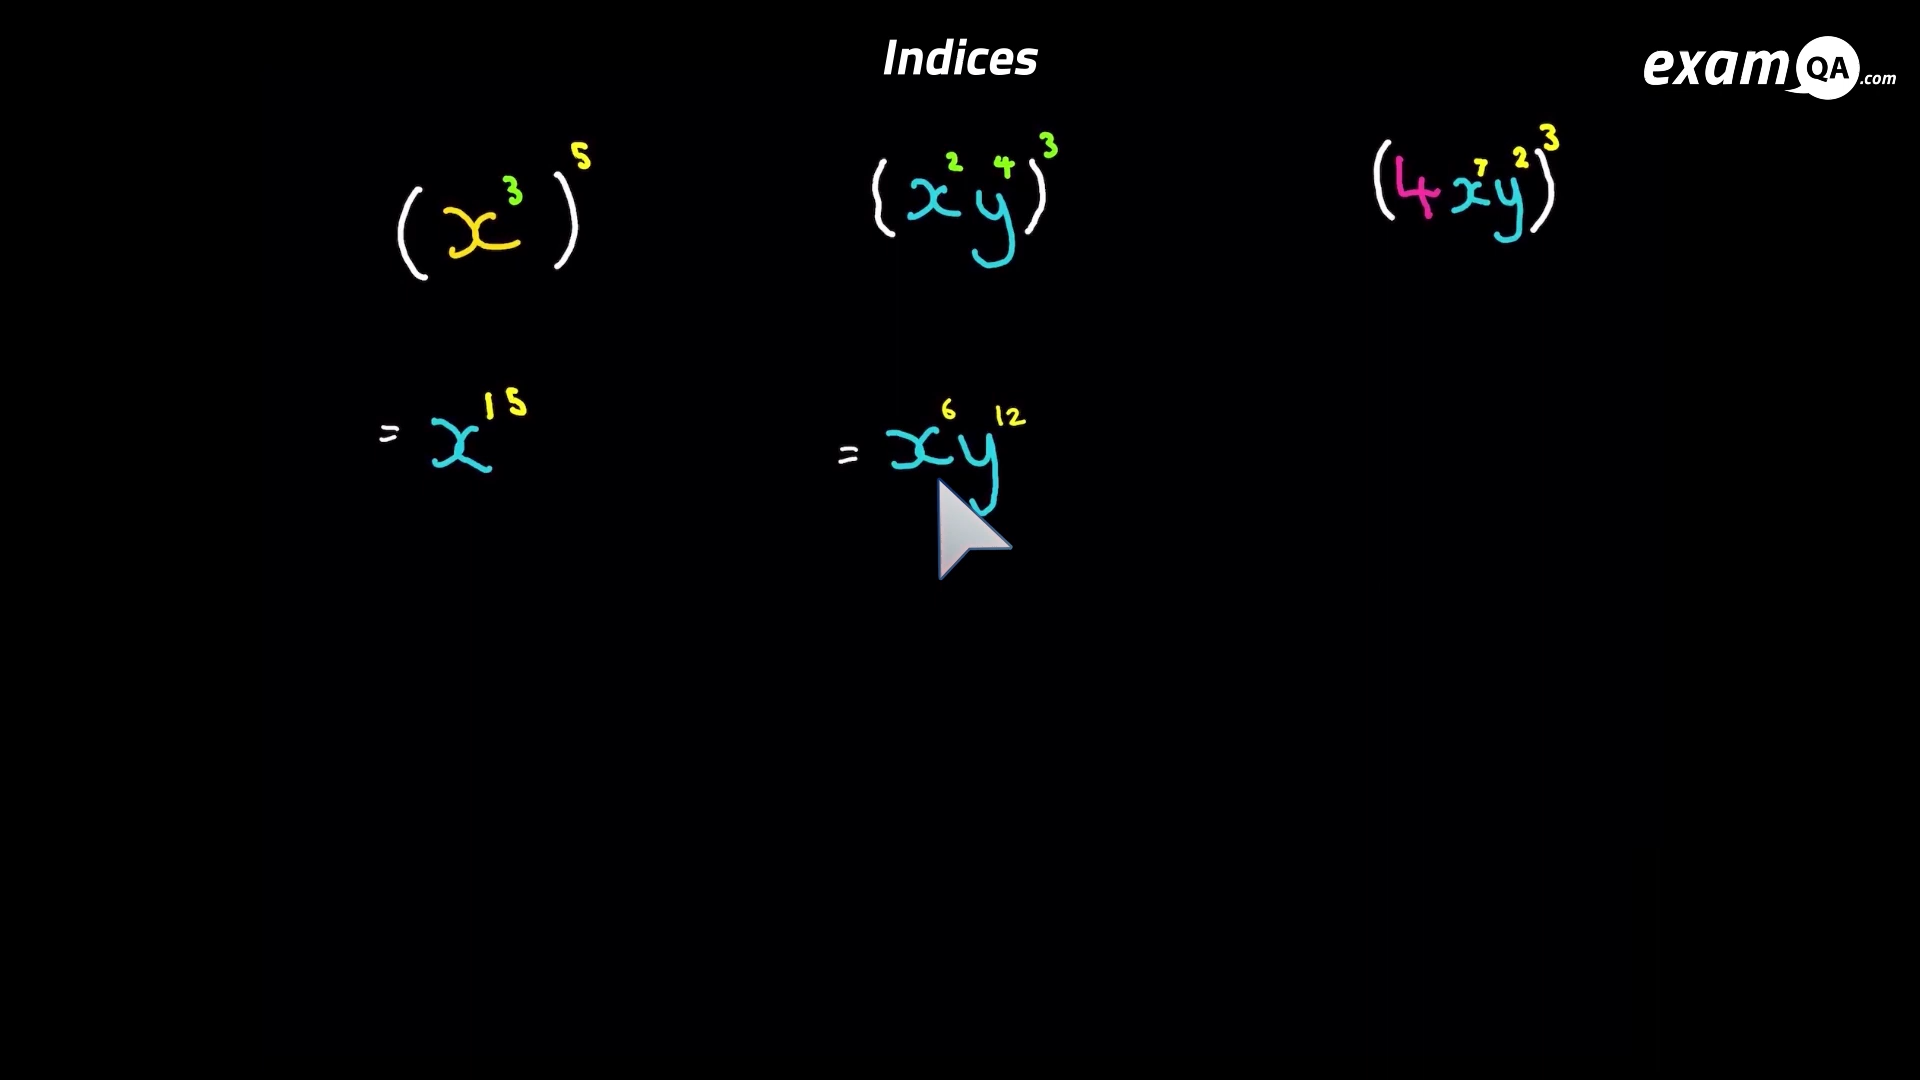 Indices
examQA.com
(x³)⁵
(x²y⁴)³
(4x⁷y²)³
= x¹⁵
= x⁶y¹²